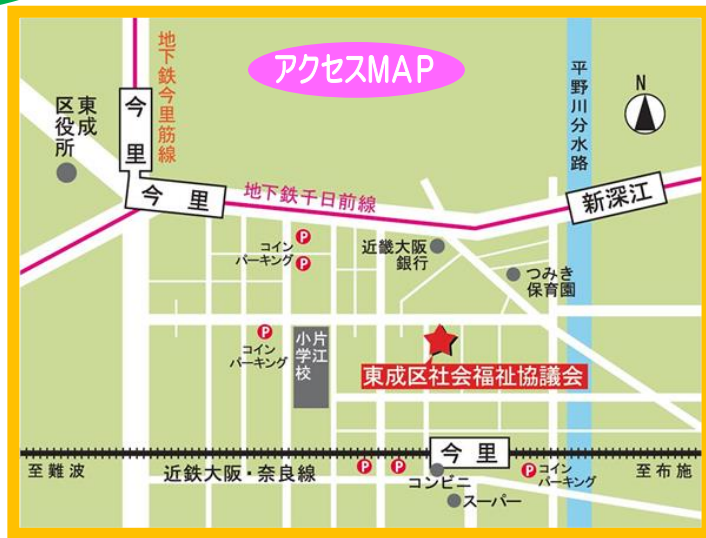 アクセスMAP
地下鉄今里筋線
今里
東成
区役所
今里
地下鉄千日前線
平野川分水路
N
新深江
P
コイン
パーキング
P
近畿大阪
銀行
つみき
保育園
P
コイン
パーキング
片江
小学校
東成区社会福祉協議会
今里
至難波
近鉄大阪・奈良線
P
P
コンビニ
スーパー
P
コイン
パーキング
至布施